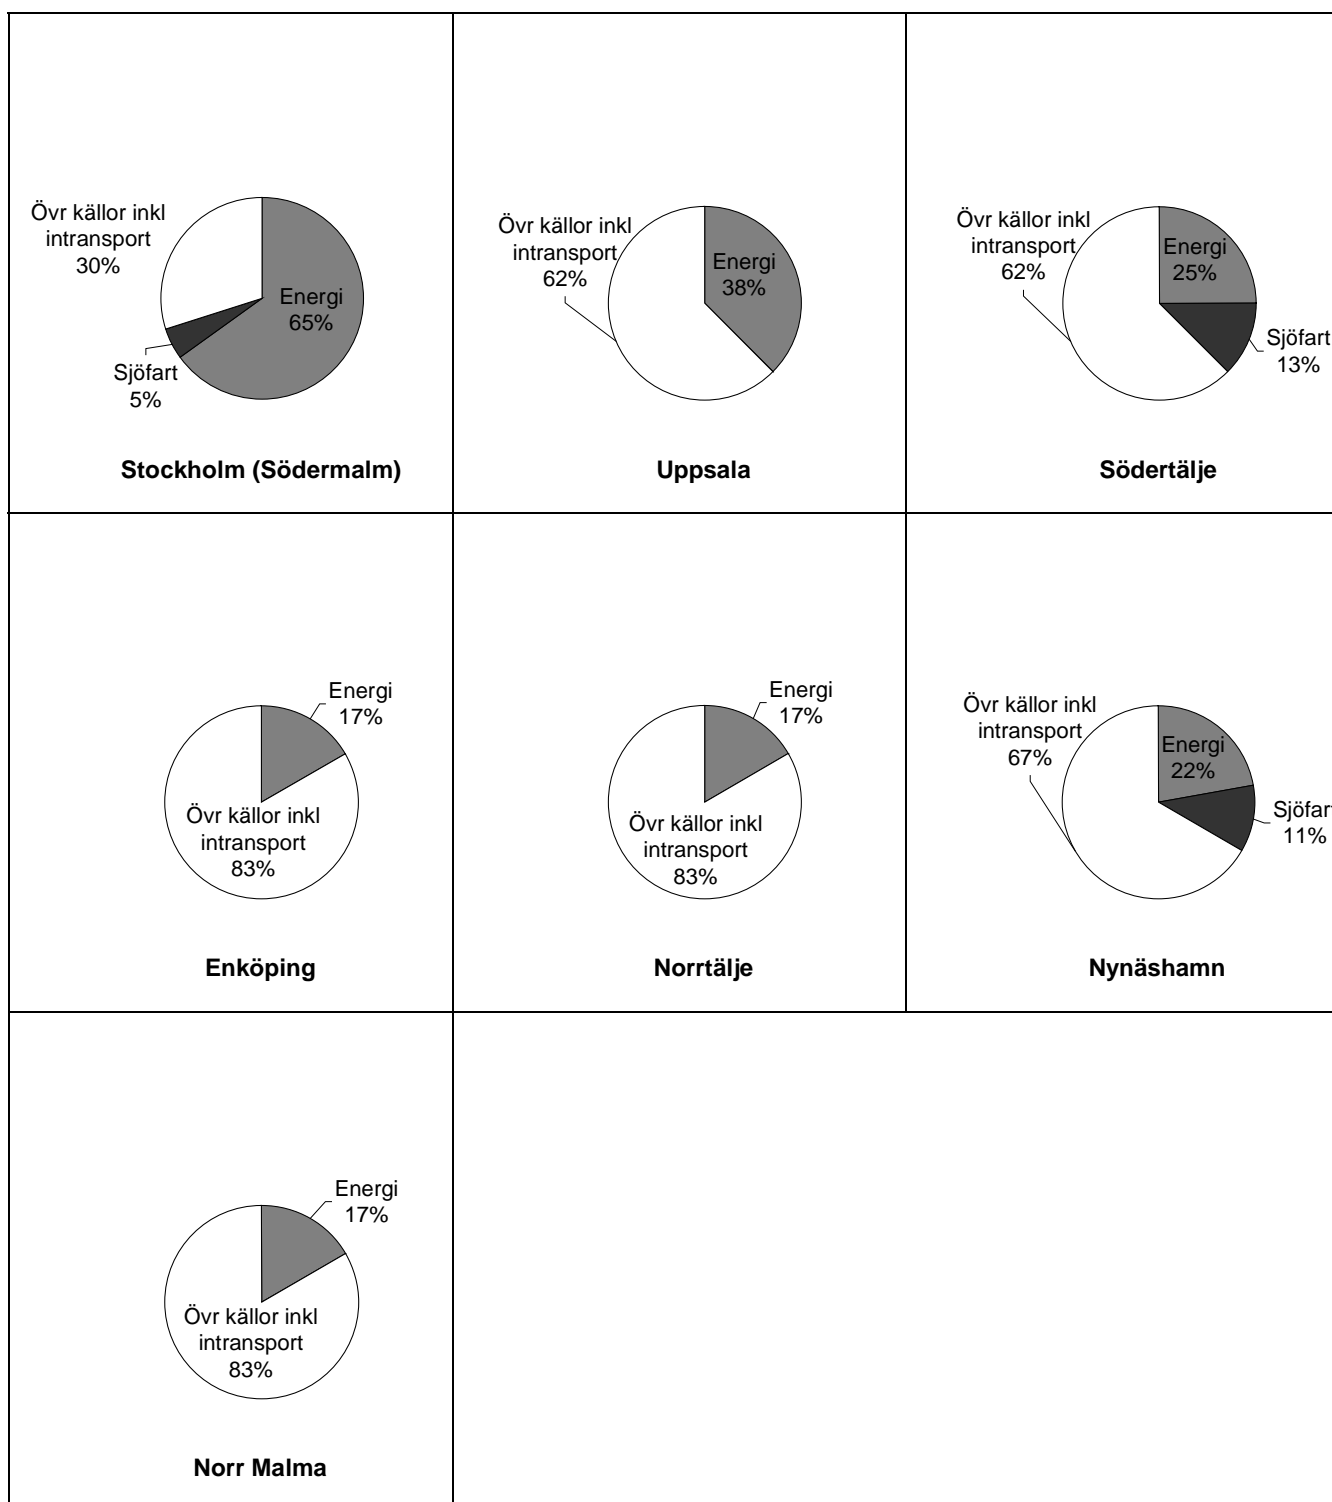 Övr källor inkl
intransport
30%
Energi
65%
Sjöfart
5%
Stockholm (Södermalm)
Övr källor inkl
intransport
62%
Energi
38%
Uppsala
Övr källor inkl
intransport
62%
Energi
25%
Sjöfart
13%
Södertälje
Energi
17%
Övr källor inkl
intransport
83%
Enköping
Energi
17%
Övr källor inkl
intransport
83%
Norrtälje
Övr källor inkl
intransport
67%
Energi
22%
Sjöfart
11%
Nynäshamn
Energi
17%
Övr källor inkl
intransport
83%
Norr Malma